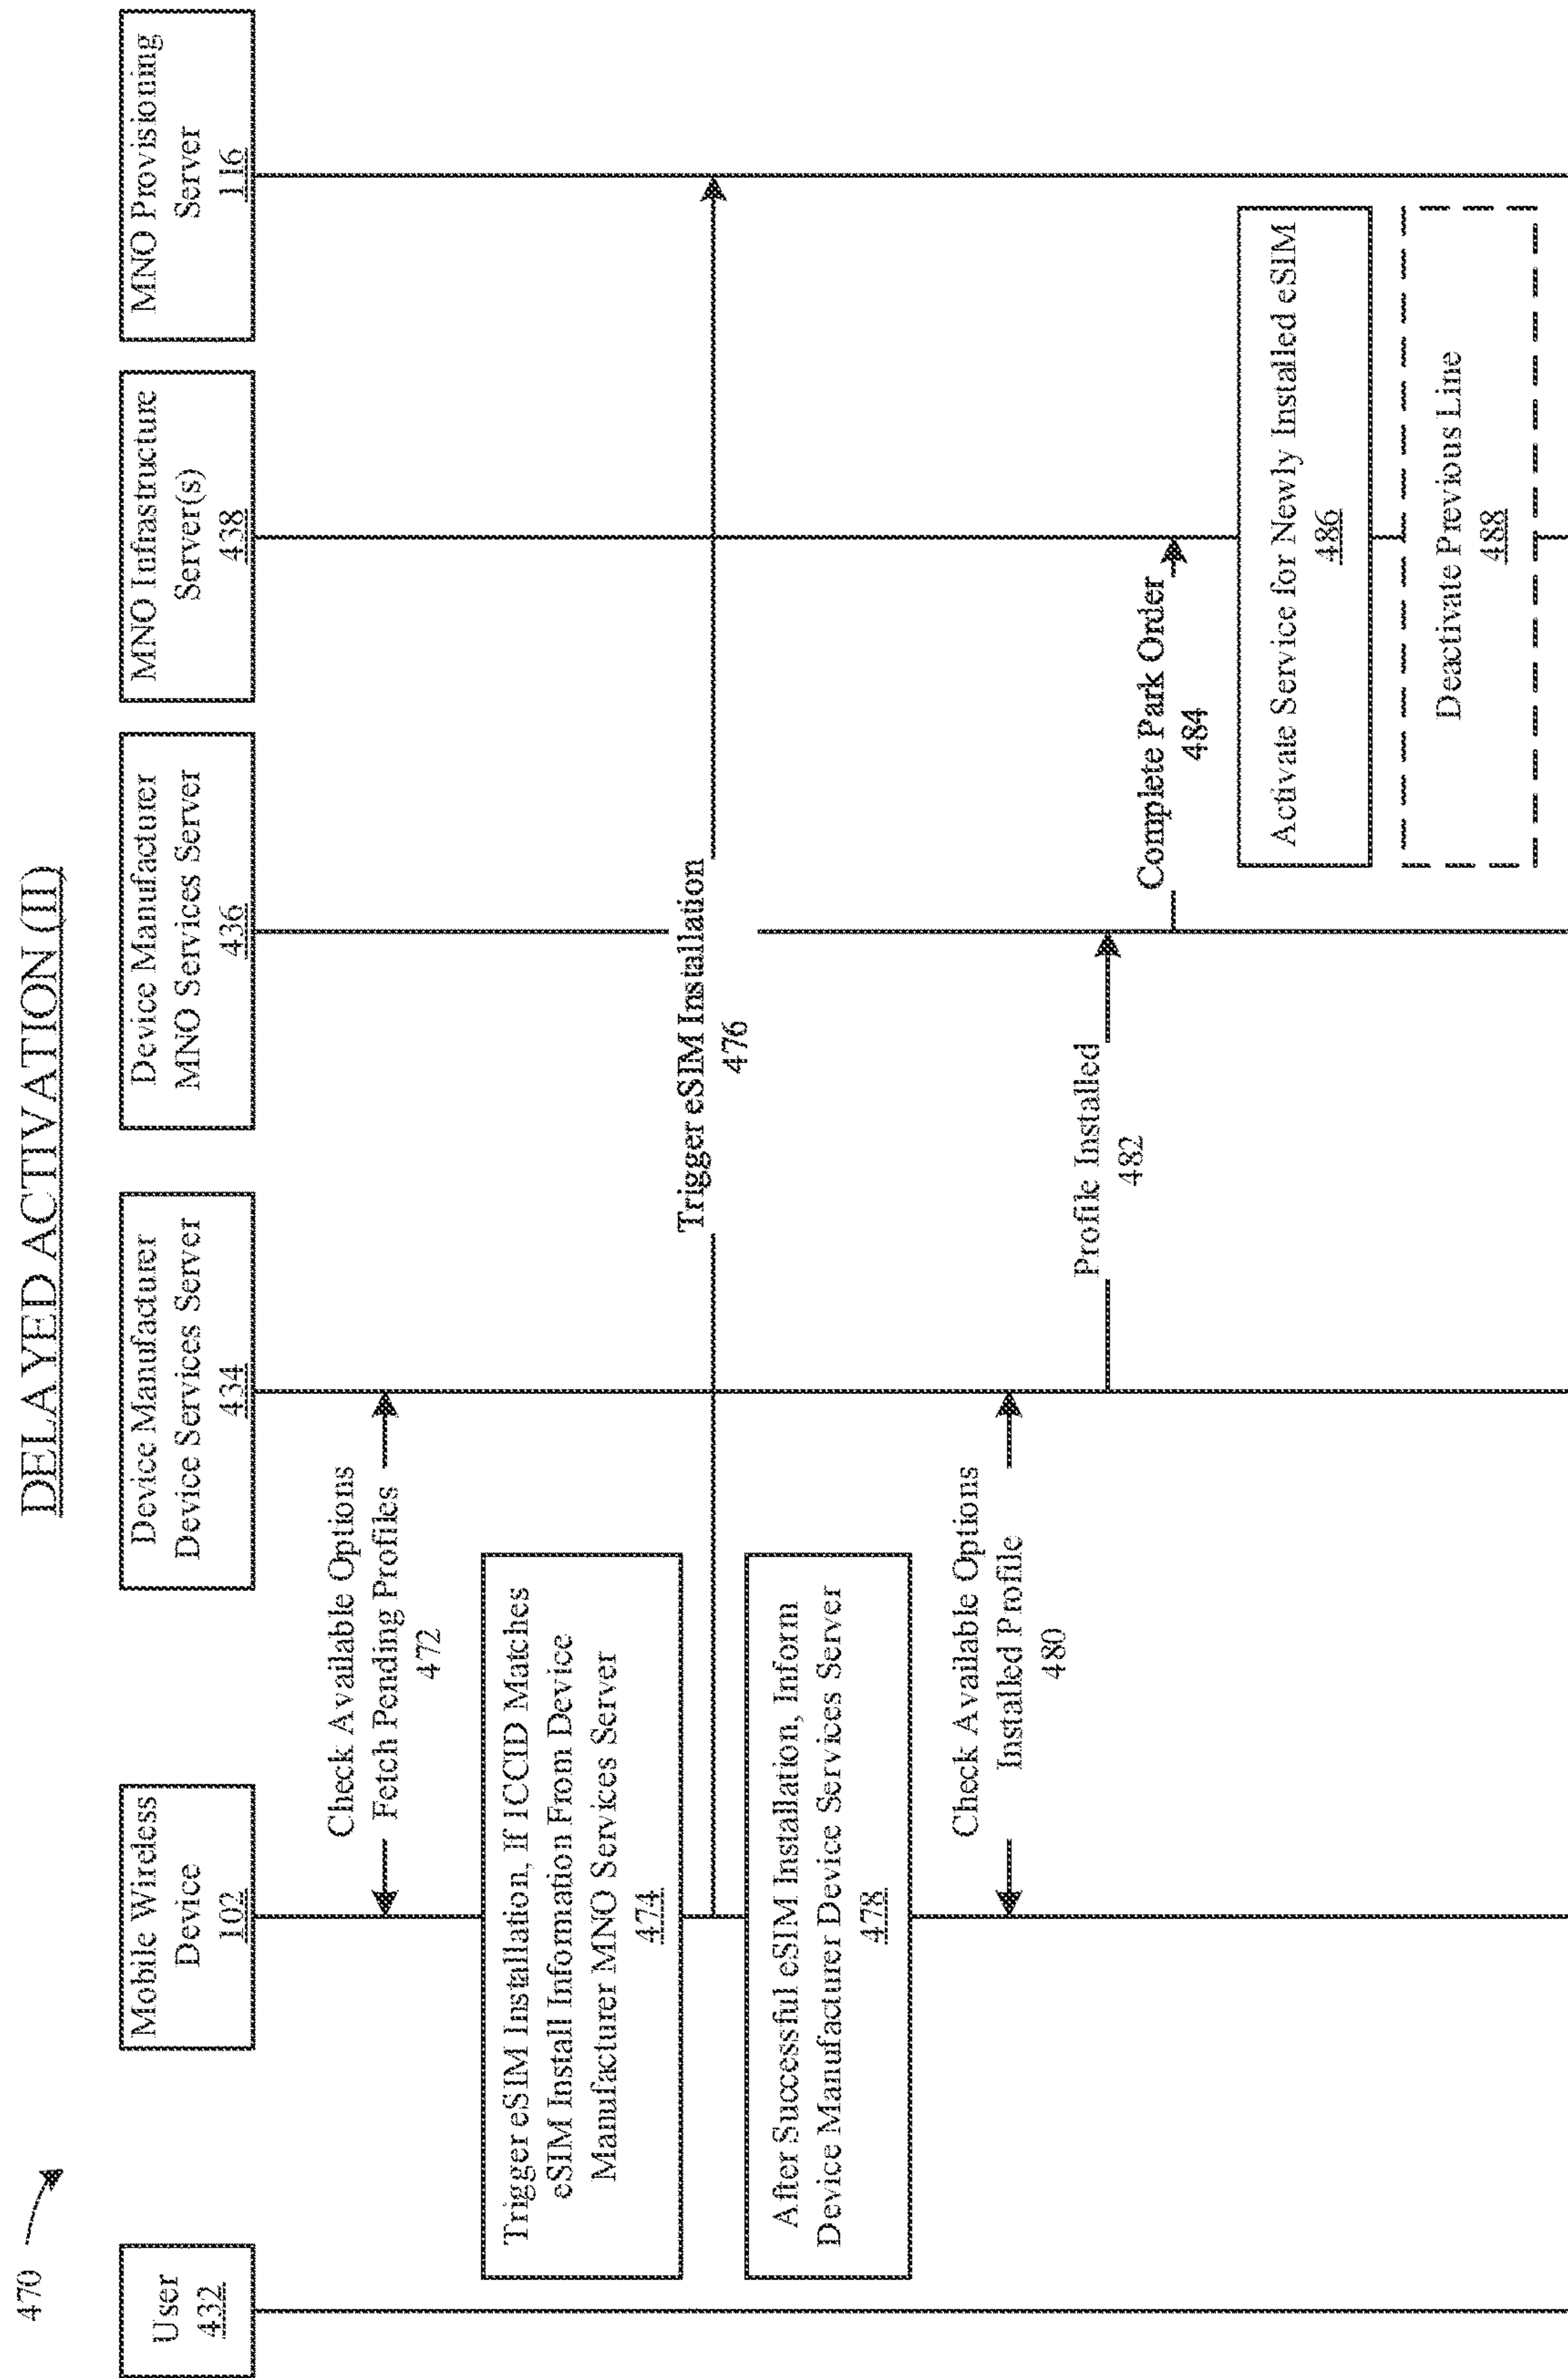 470
DELAYED ACTIVATION (II)
User
432
Mobile Wireless
Device
102
Device Manufacturer
Device Services Server
434
Device Manufacturer
MNO Services Server
436
MNO Infrastructure
Server(s)
438
MNO Provisioning
Server
116
Check Available Options
Fetch Pending Profiles
472
Trigger eSIM Installation, If ICCID Matches
eSIM Install Information From Device
Manufacturer MNO Services Server
474
Trigger eSIM Installation
476
After Successful eSIM Installation, Inform
Device Manufacturer Device Services Server
478
Check Available Options
Installed Profile
480
Profile Installed
482
Complete Park Order
484
Activate Service for Newly Installed eSIM
486
Deactivate Previous Line
488